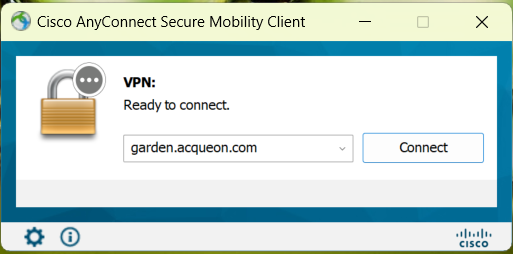 Cisco AnyConnect Secure Mobility Client
VPN:
Ready to connect.
garden.acqueon.com
Connect
CISCO